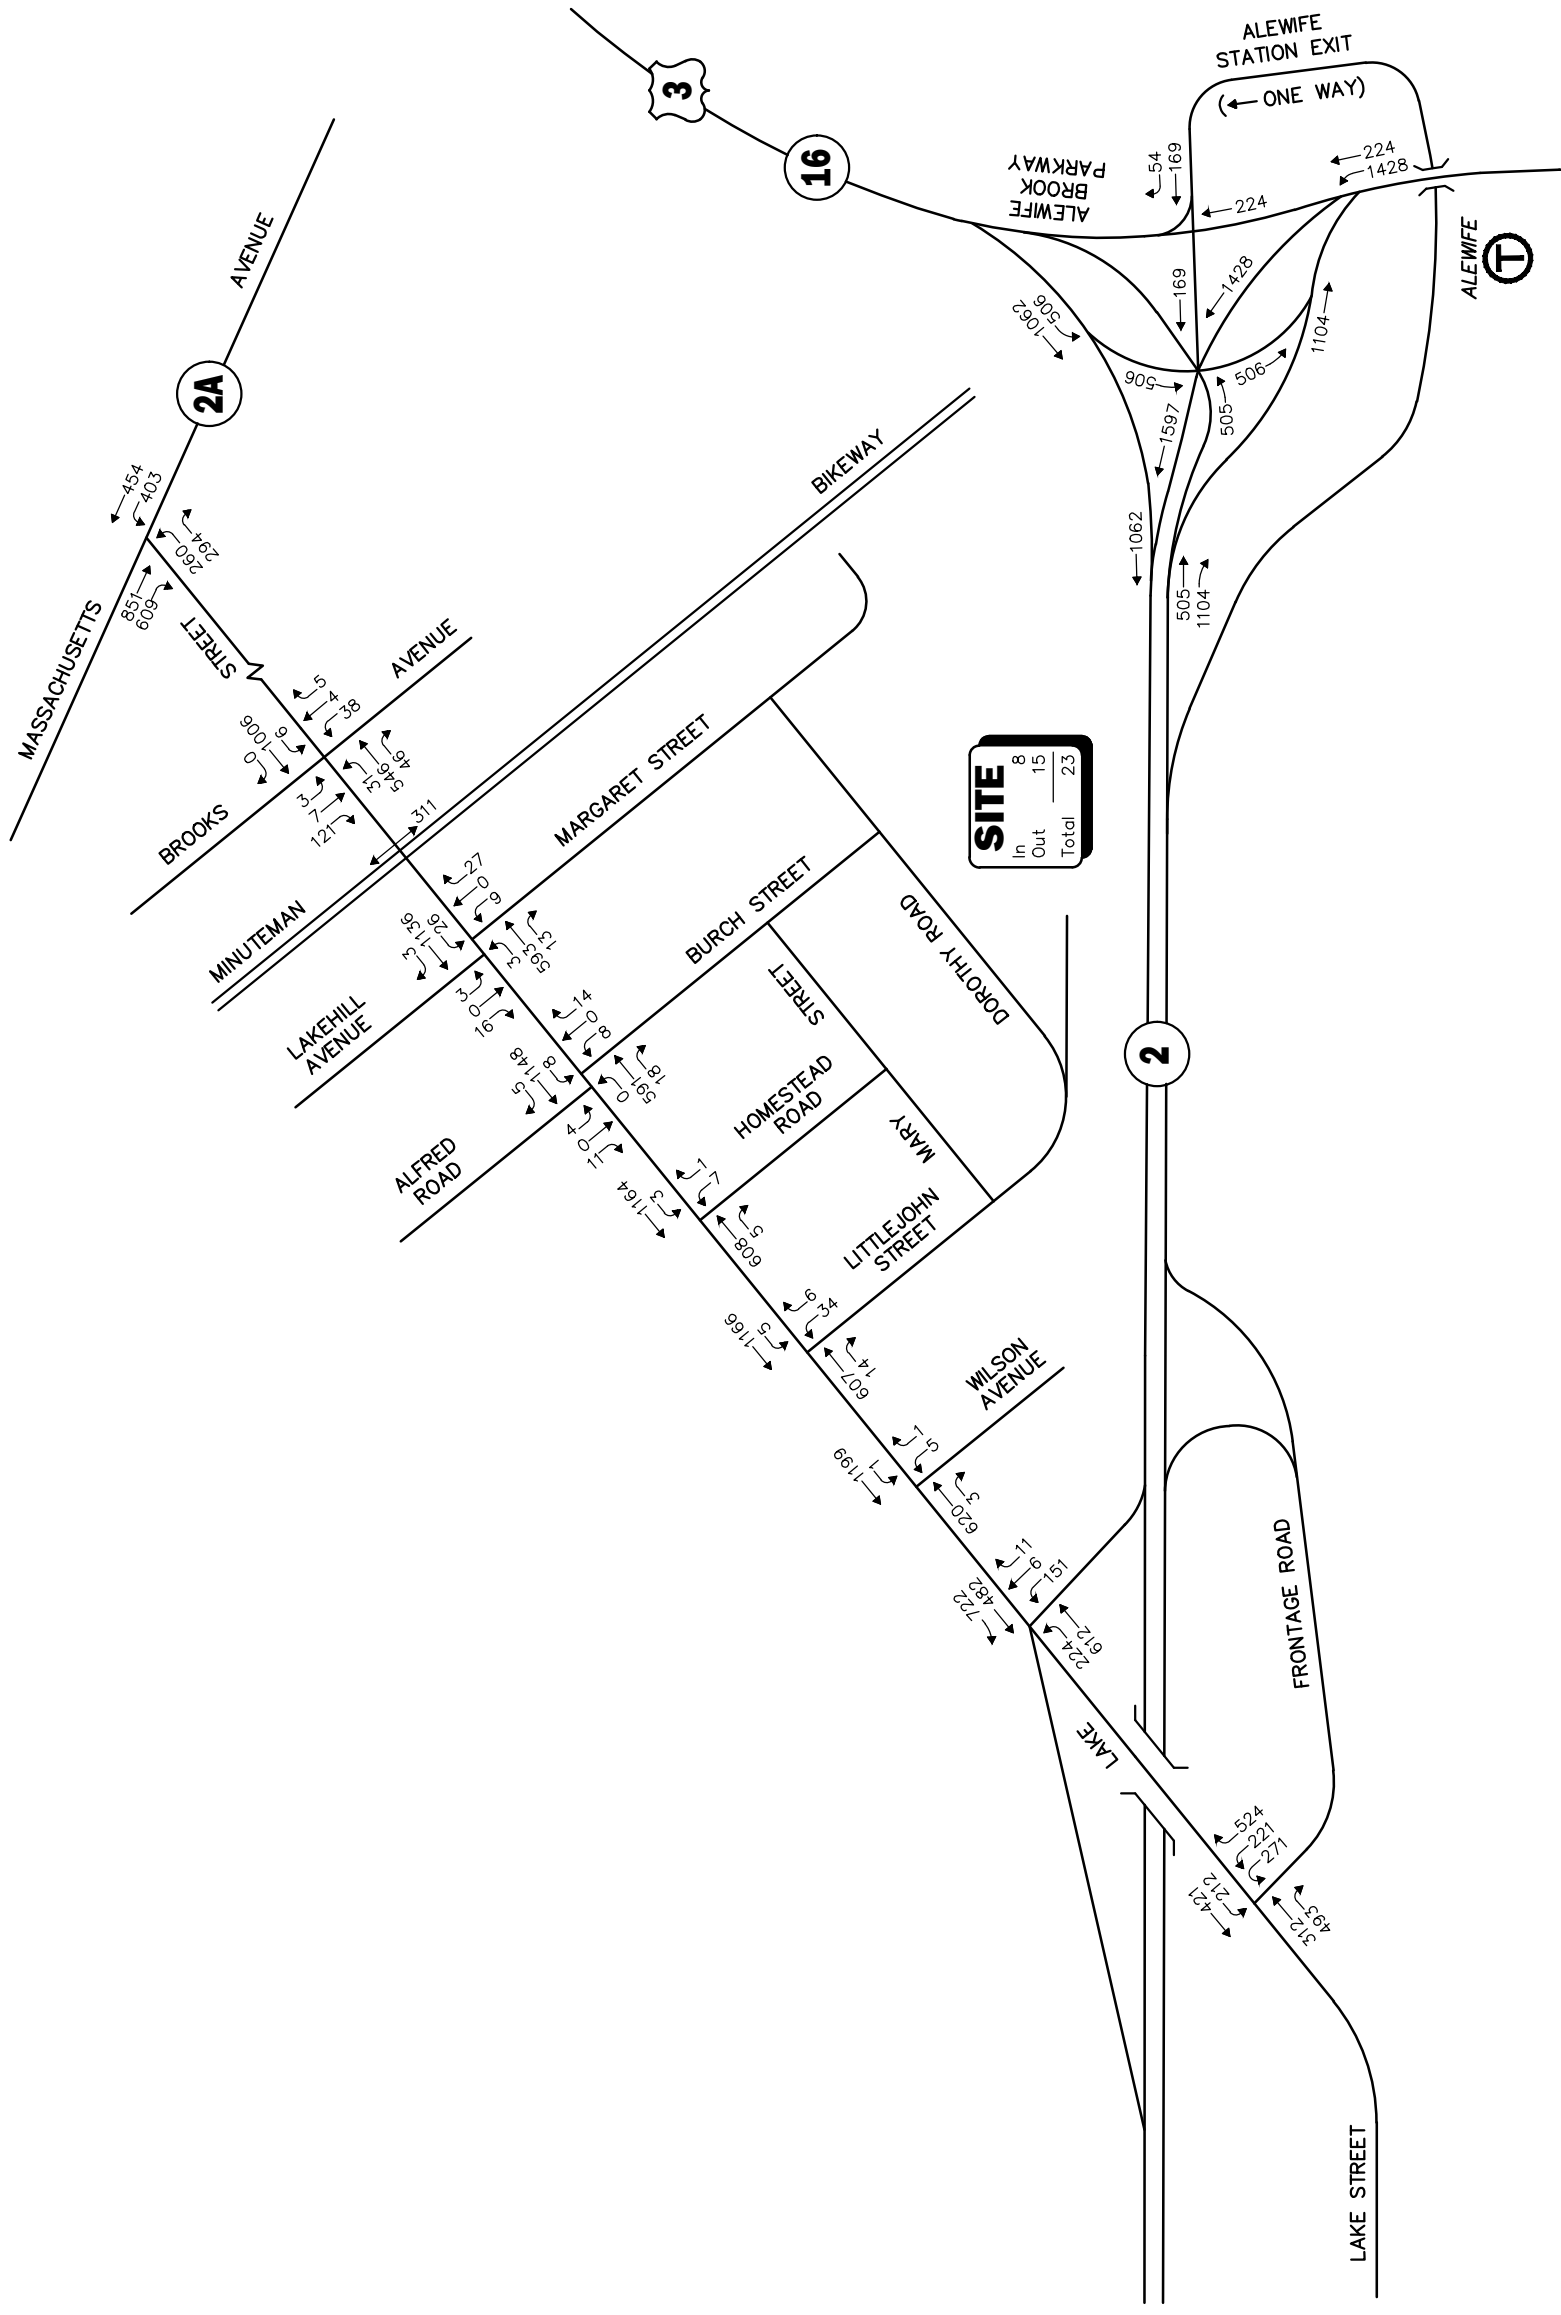 ALEWIFE
STATION EXIT
(← ONE WAY)
3
16
ALEWIFE
BROOK
PARKWAY
54
169
224
1428
224
ALEWIFE
T
AVENUE
2A
454
403
294
260
851
609
MASSACHUSETTS
STREET
506
1062
169
1428
506
506
1104
505
1597
1062
505
1104
BIKEWAY
AVENUE
5
4
38
1006
0
6
3
7
121
31
546
46
BROOKS
311
MINUTEMAN
MARGARET STREET
27
0
6
1136
3
26
3
593
13
3
0
16
LAKEHILL
AVENUE
SITE
In 8
Out 15
Total 23
BURCH STREET
DOROTHY ROAD
STREET
14
0
8
1148
5
8
0
591
18
4
0
11
ALFRED
ROAD
HOMESTEAD
ROAD
MARY
2
1
7
1164
3
608
5
LITTLEJOHN
STREET
6
34
1166
5
607
14
WILSON
AVENUE
1
5
1199
1
620
3
11
9
151
722
482
224
612
FRONTAGE ROAD
LAKE
524
221
271
421
212
312
493
LAKE STREET